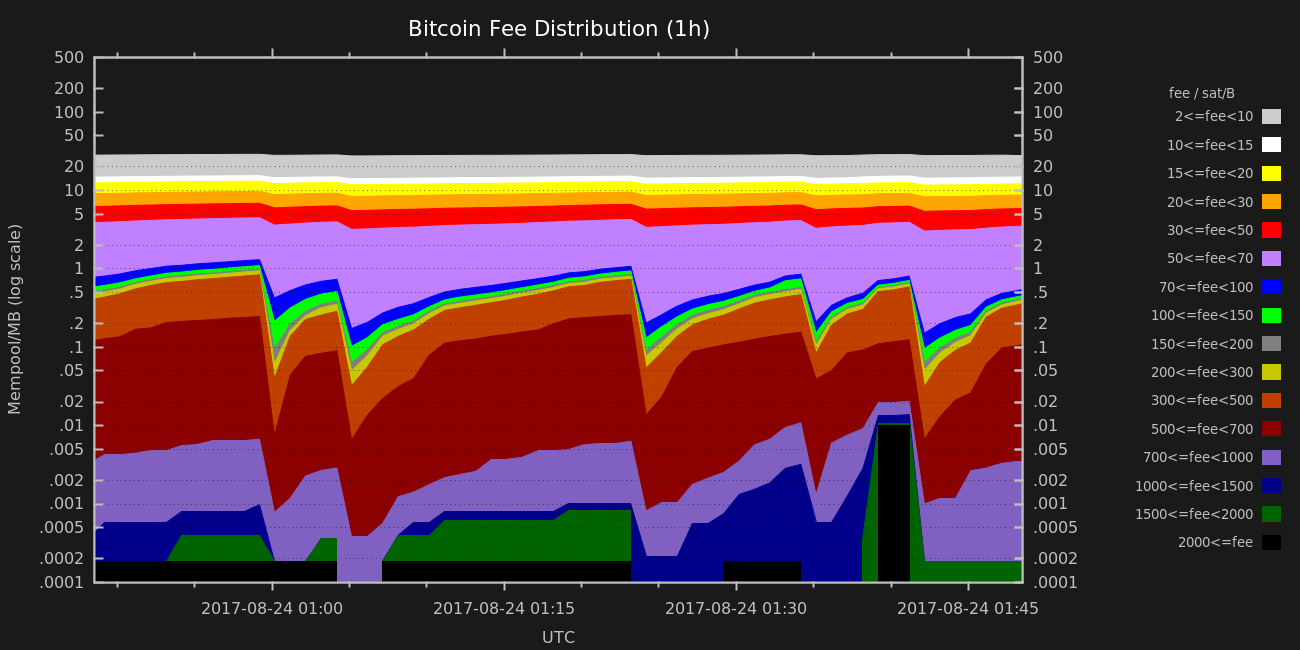 Bitcoin Fee Distribution (1h)
500 500
200 200
100 100
50 50
20 20
10 10
5 5
2 2
1 1
.5 .5
.2 .2
.1 .1
.05 .05
.02 .02
.01 .01
.005 .005
.002 .002
.001 .001
.0005 .0005
.0002 .0002
.0001 .0001
Mempool/MB (log scale)
2017-08-24 01:00 2017-08-24 01:15 2017-08-24 01:30 2017-08-24 01:45
UTC
fee / sat/B
2<=fee<10
10<=fee<15
15<=fee<20
20<=fee<30
30<=fee<50
50<=fee<70
70<=fee<100
100<=fee<150
150<=fee<200
200<=fee<300
300<=fee<500
500<=fee<700
700<=fee<1000
1000<=fee<1500
1500<=fee<2000
2000<=fee